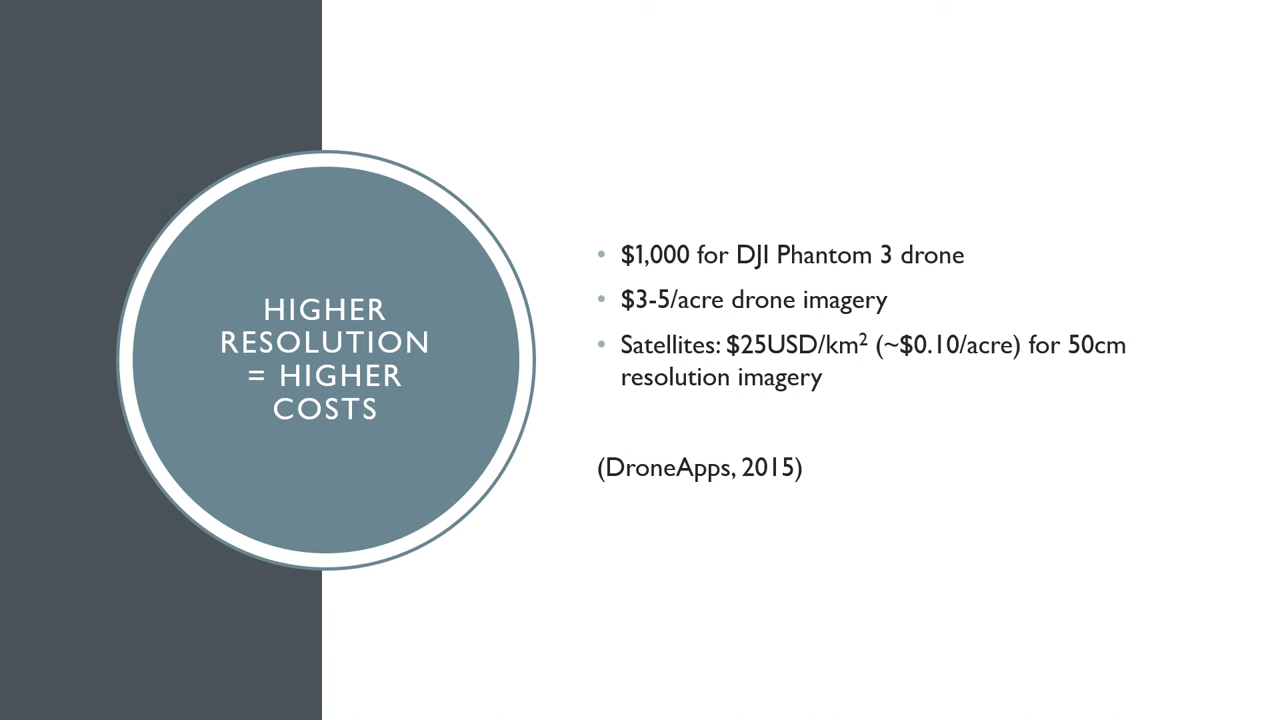 HIGHER
RESOLUTION
= HIGHER
COSTS
• $1,000 for DJI Phantom 3 drone
• $3-5/acre drone imagery
• Satellites: $25USD/km² (~$0.10/acre) for 50cm
resolution imagery
(DroneApps, 2015)